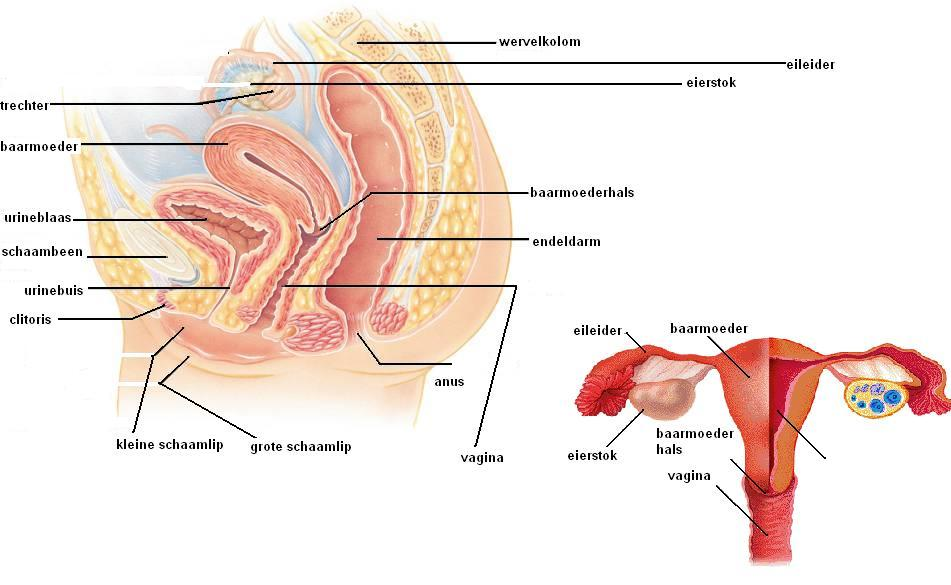 wervelkolom
eileider
eierstok
trechter
baarmoeder
baarmoederhals
urineblaas
endeldarm
schaambeen
urinebuis
clitoris
anus
kleine schaamlip
grote schaamlip
vagina
eileider
baarmoeder
eierstok
baarmoeder
hals
vagina